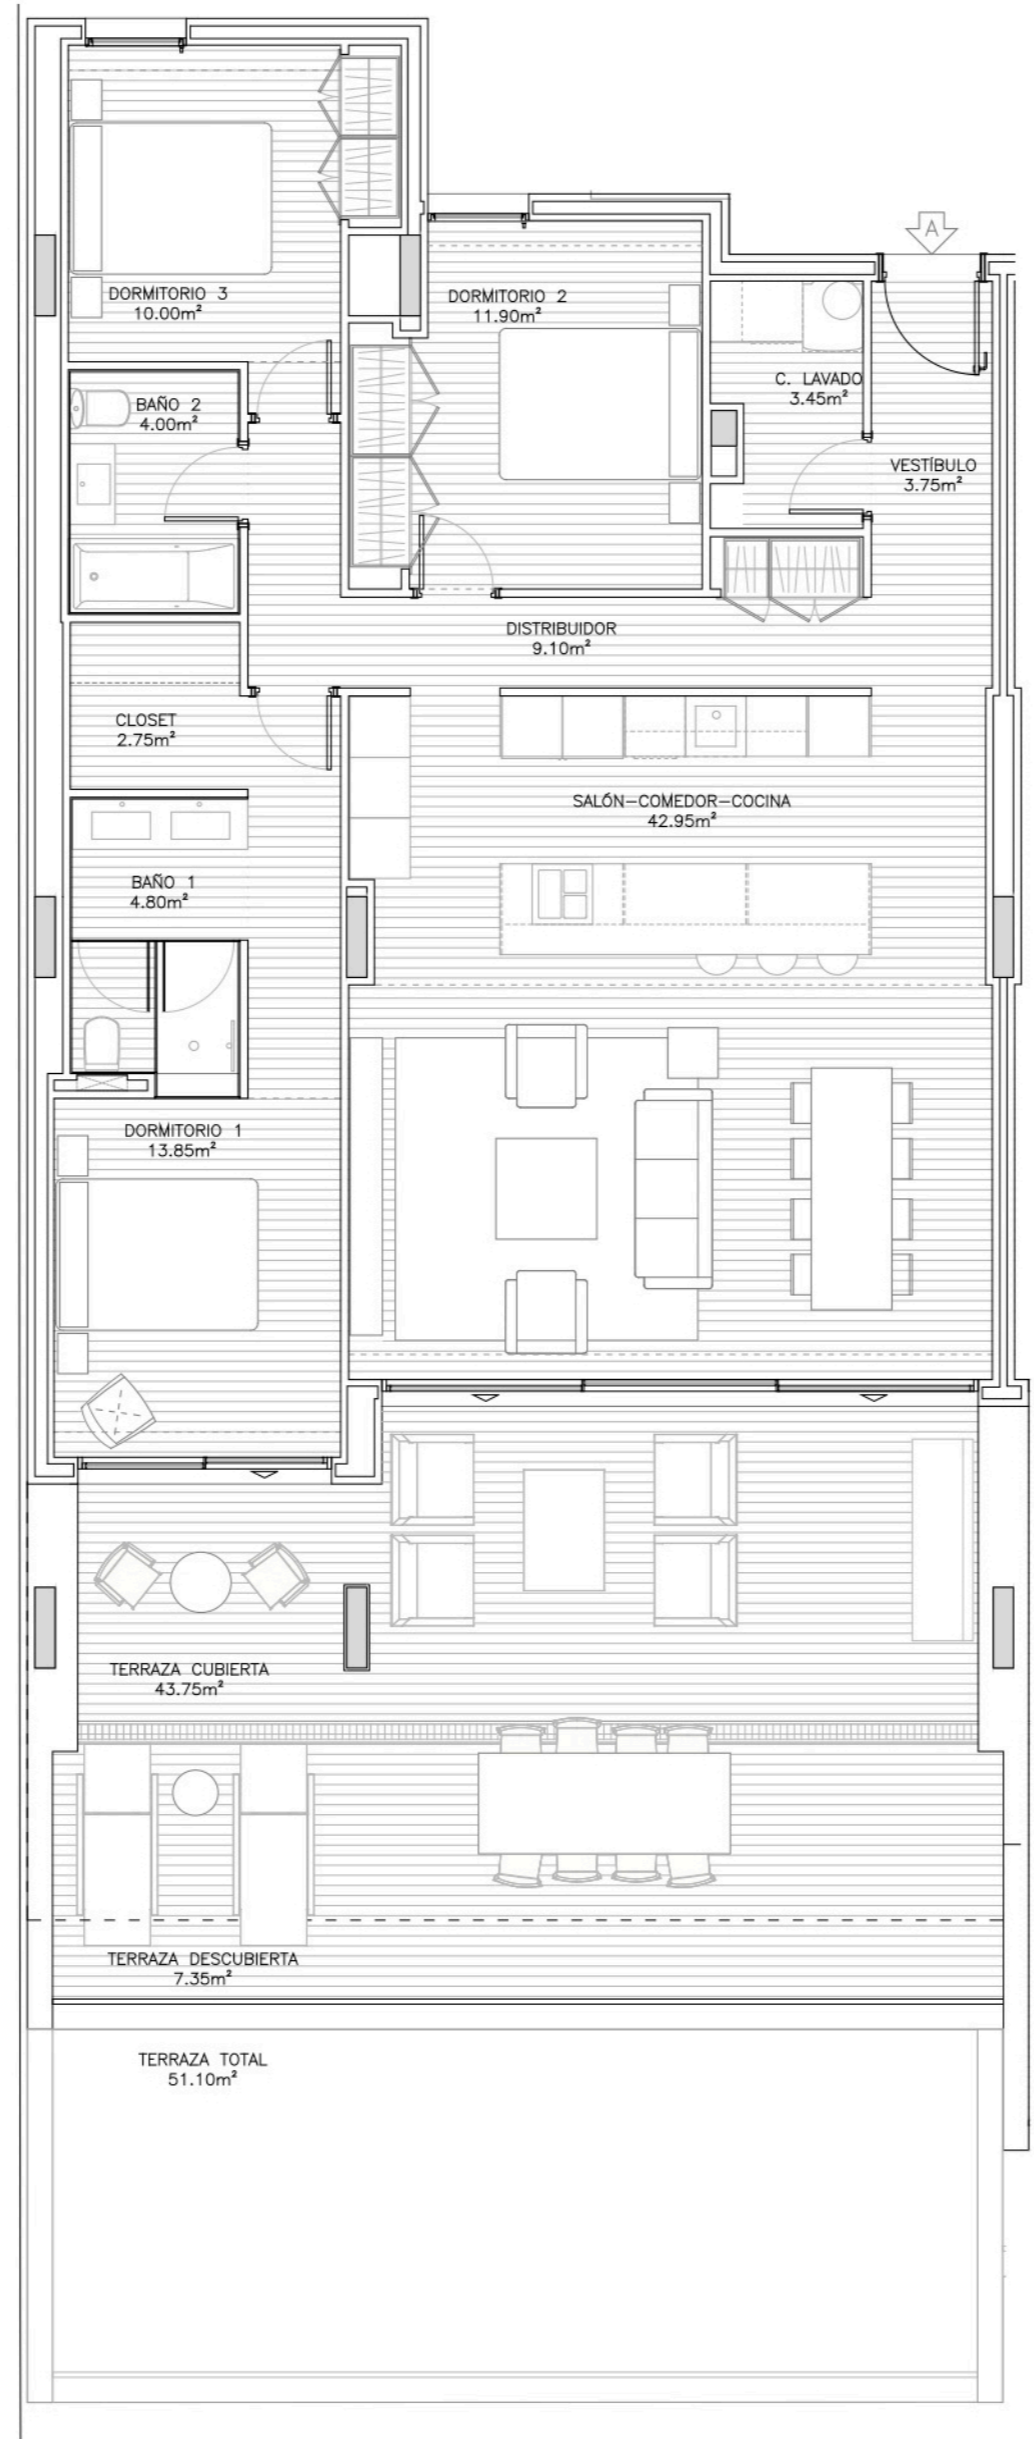 A
DORMITORIO 3
10.00m²
DORMITORIO 2
11.90m²
C. LAVADO
3.45m²
BAÑO 2
4.00m²
VESTÍBULO
3.75m²
DISTRIBUIDOR
9.10m²
CLOSET
2.75m²
SALÓN-COMEDOR-COCINA
42.95m²
BAÑO 1
4.80m²
DORMITORIO 1
13.85m²
TERRAZA CUBIERTA
43.75m²
TERRAZA DESCUBIERTA
7.35m²
TERRAZA TOTAL
51.10m²